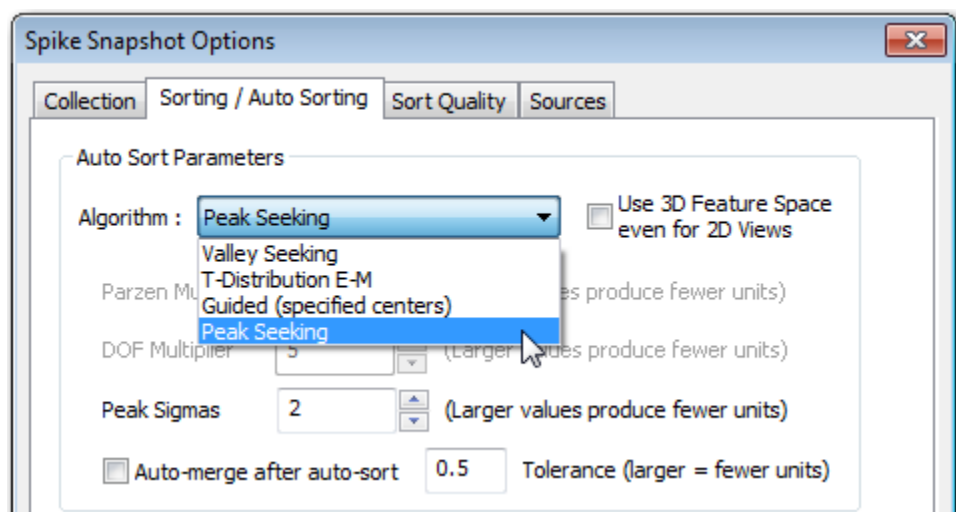 Spike Snapshot Options
Collection Sorting / Auto Sorting Sort Quality Sources
Auto Sort Parameters
Algorithm : Peak Seeking
Use 3D Feature Space
even for 2D Views
Valley Seeking
T-Distribution E-M
Guided (specified centers)
Peak Seeking
Parzen produce fewer units)
DOF Multiplier 5 (Larger produce fewer units)
Peak Sigmas 2 (Larger values produce fewer units)
Auto-merge after auto-sort 0.5 Tolerance (larger = fewer units)